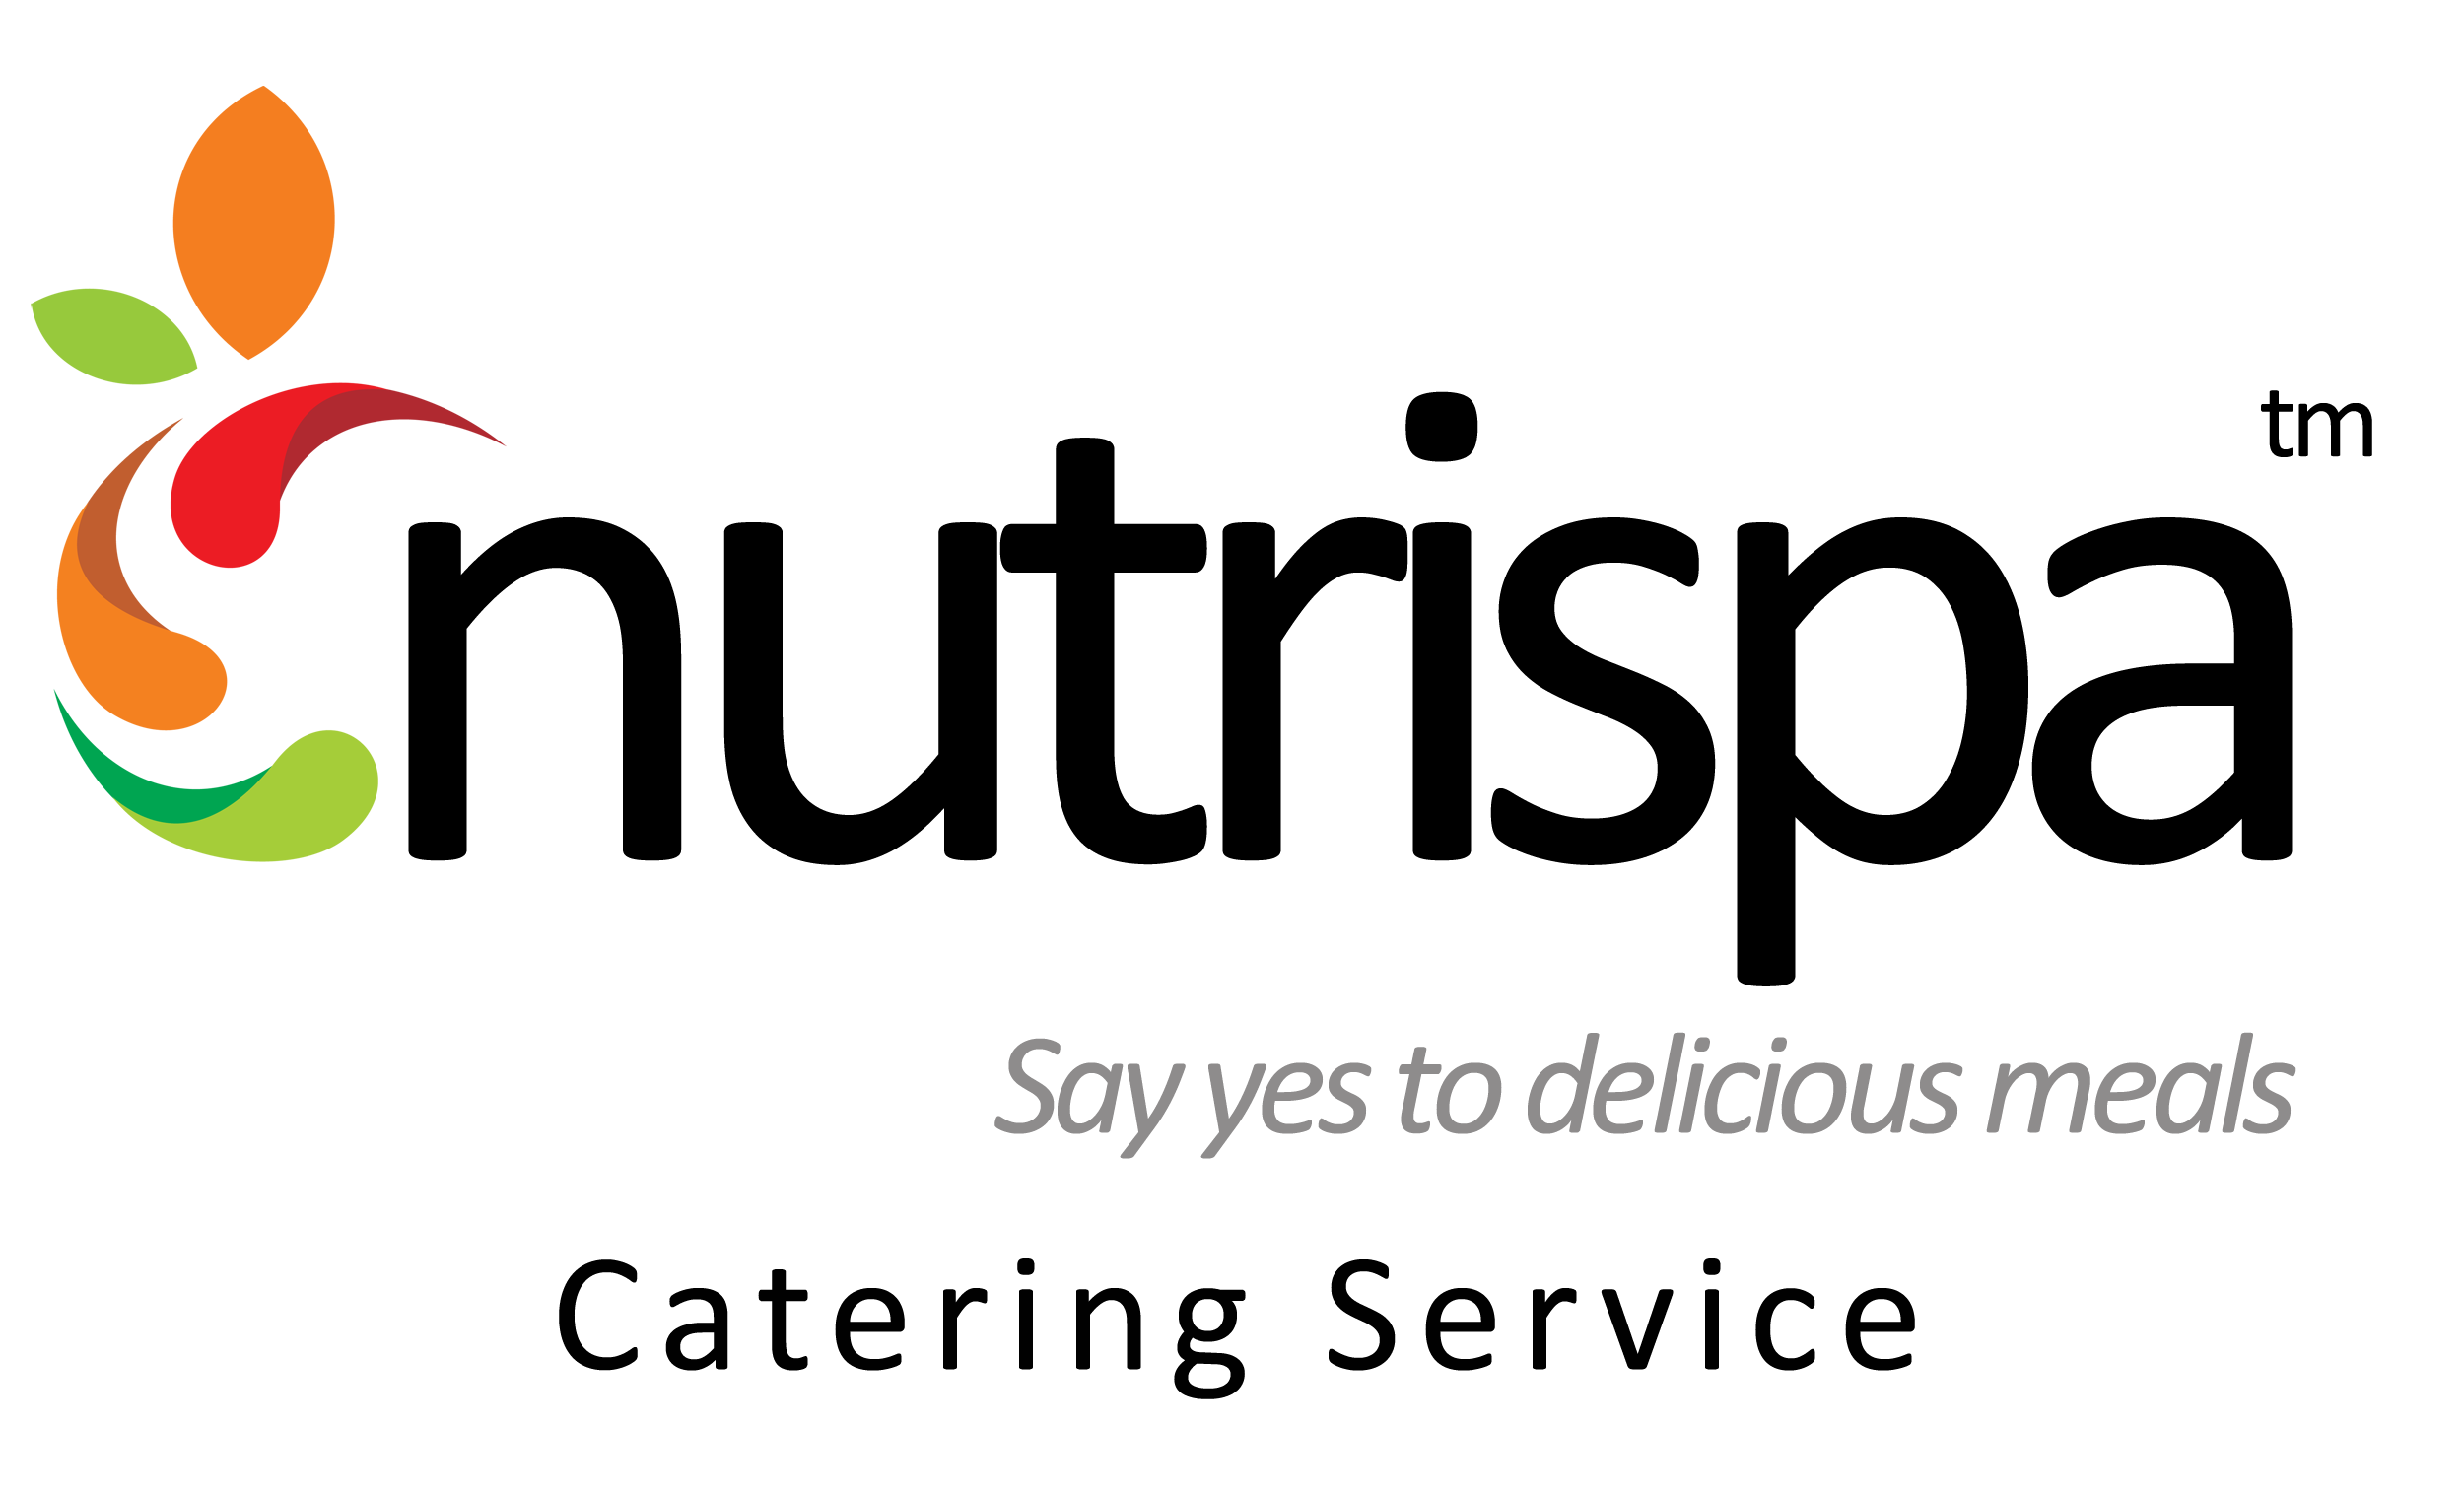 nutrispa tm
Say yes to delicious meals
Catering Service